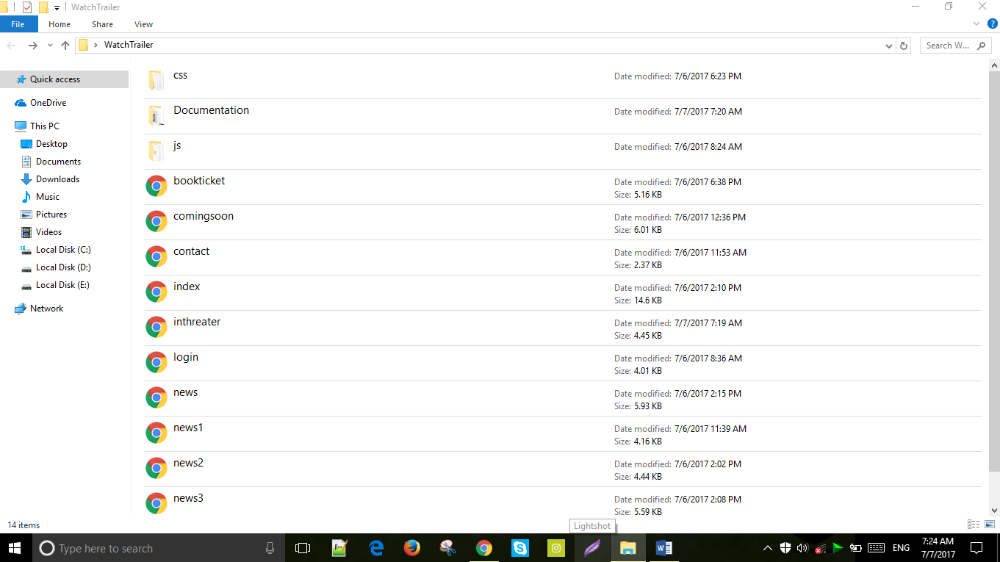 WatchTrailer
File Home Share View
WatchTrailer
Search W...
Quick access
OneDrive
This PC
Desktop
Documents
Downloads
Music
Pictures
Videos
Local Disk (C:)
Local Disk (D:)
Local Disk (E:)
Network
css Date modified: 7/6/2017 6:23 PM
Documentation Date modified: 7/7/2017 7:20 AM
js Date modified: 7/6/2017 8:24 AM
bookticket Date modified: 7/6/2017 6:38 PM
Size: 5.16 KB
comingsoon Date modified: 7/6/2017 12:36 PM
Size: 6.01 KB
contact Date modified: 7/6/2017 11:53 AM
Size: 2.37 KB
index Date modified: 7/6/2017 2:10 PM
Size: 14.6 KB
inthreater Date modified: 7/7/2017 7:19 AM
Size: 4.45 KB
login Date modified: 7/6/2017 8:36 AM
Size: 4.01 KB
news Date modified: 7/6/2017 2:15 PM
Size: 5.93 KB
news1 Date modified: 7/6/2017 11:39 AM
Size: 4.16 KB
news2 Date modified: 7/6/2017 2:02 PM
Size: 4.44 KB
news3 Date modified: 7/6/2017 2:08 PM
Size: 5.59 KB
14 items
Lightshot
Type here to search
ENG
7:24 AM
7/7/2017